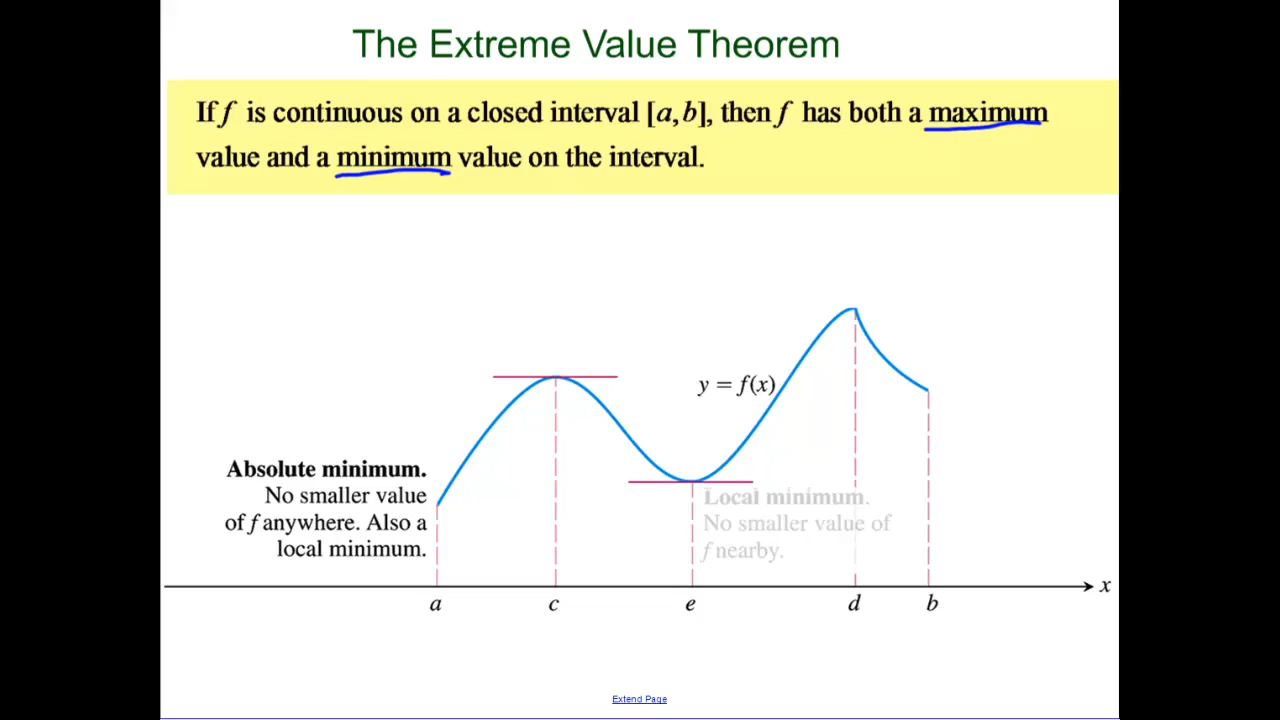 The Extreme Value Theorem
If f is continuous on a closed interval [a, b], then f has both a maximum
value and a minimum value on the interval.
y = f(x)
Absolute minimum.
No smaller value
of f anywhere. Also a
local minimum.
Local minimum.
No smaller value of
f nearby.
x
a c e d b
Extend Page